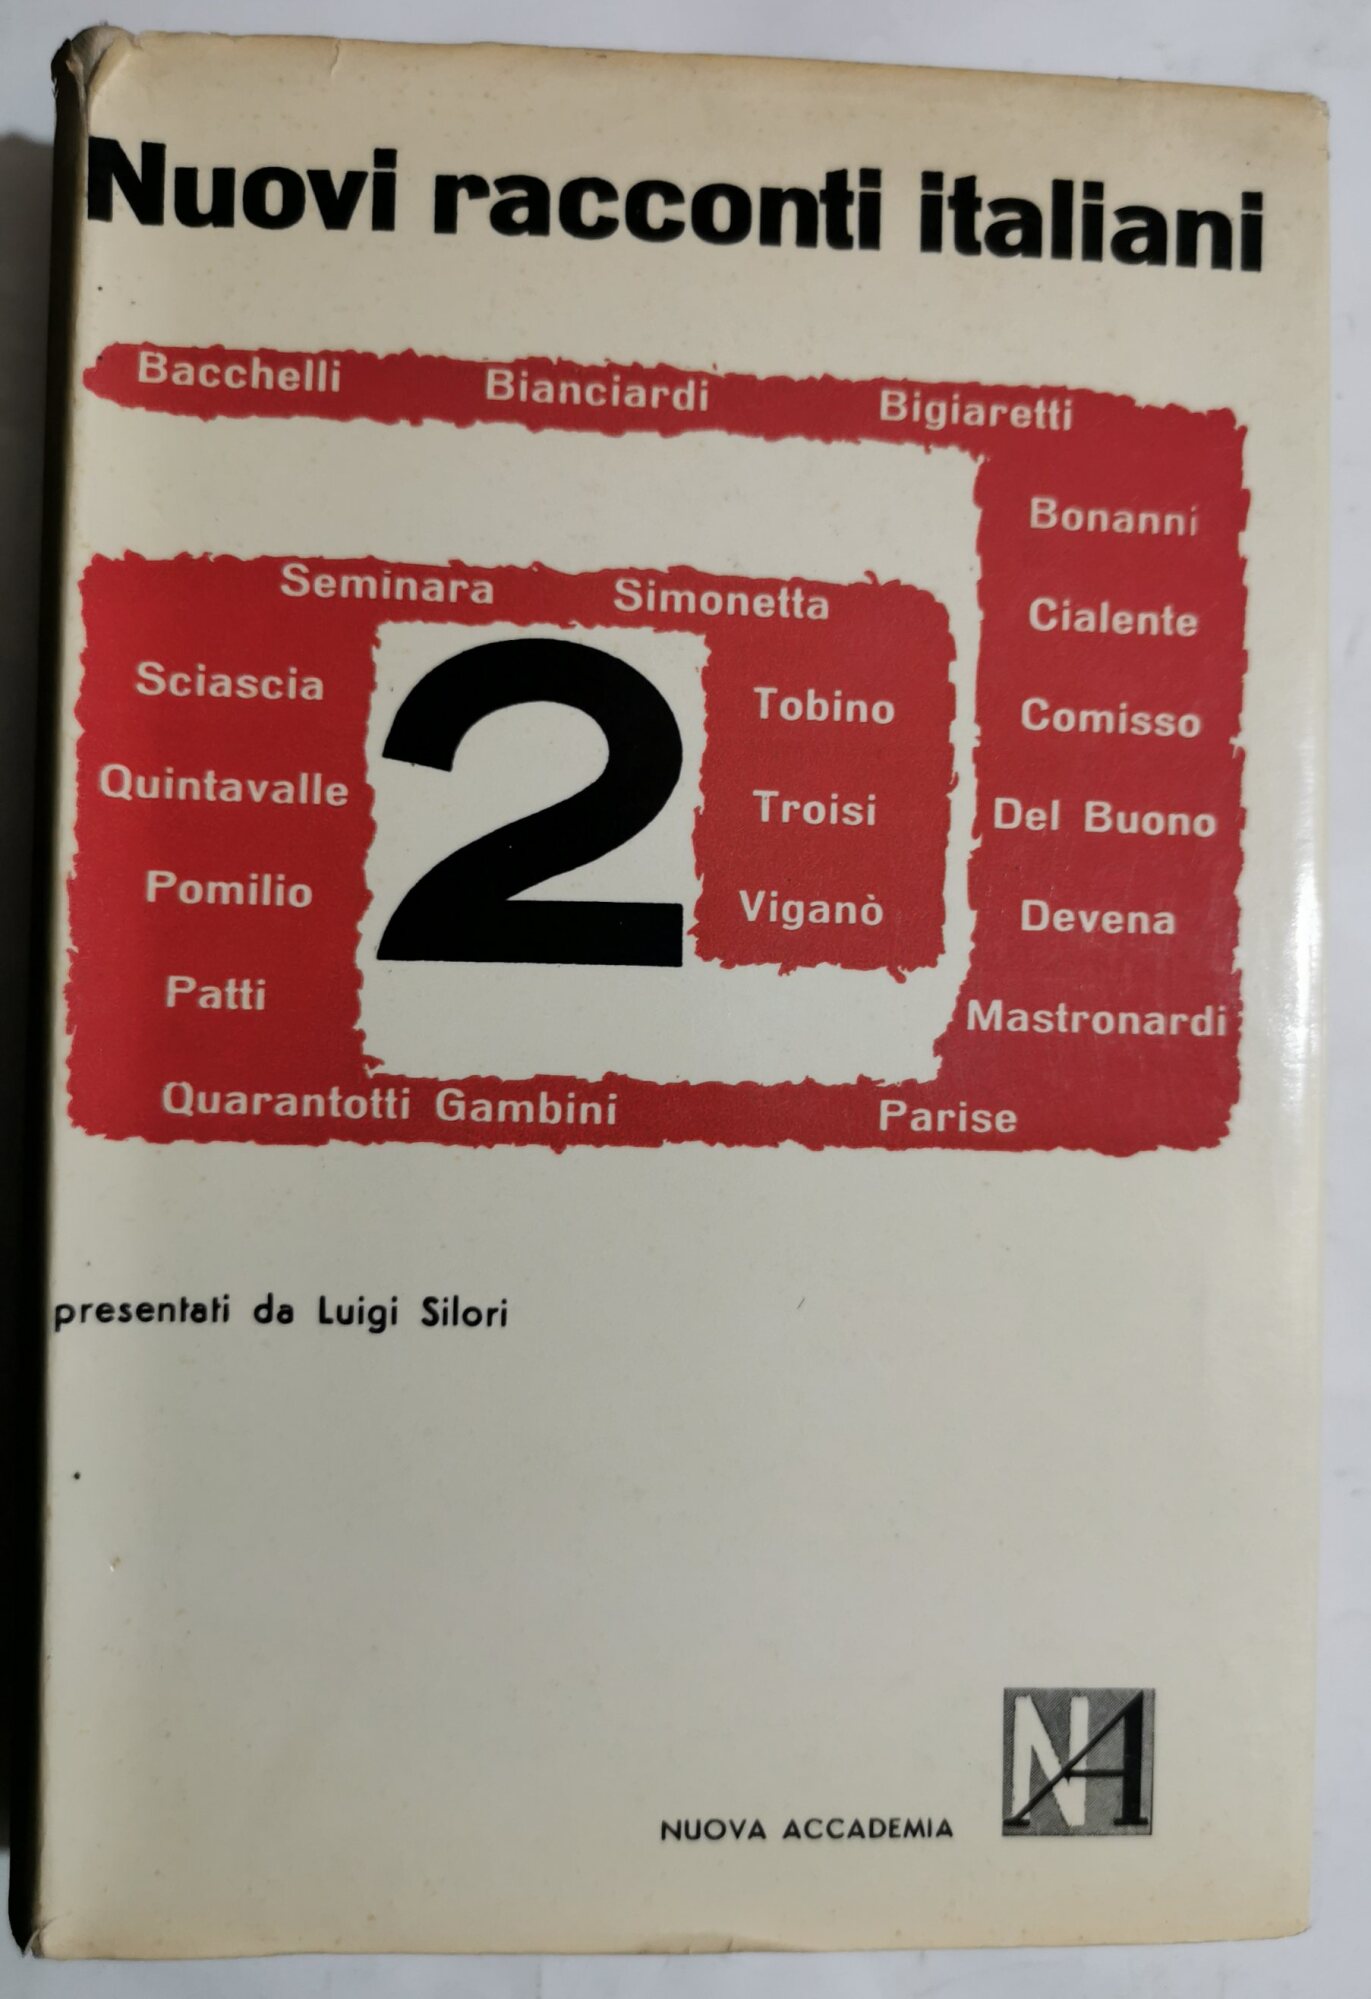 Nuovi racconti italiani
Bacchelli Bianciardi Bigiaretti
Bonanni
Cialente
Comisso
Del Buono
Devena
Mastronardi
Parise
Quarantotti Gambini
Patti
Pomilio
Quintavalle
Sciascia
Seminara Simonetta
Tobino
Troisi
Viganò
2
presentati da Luigi Silori
NUOVA ACCADEMIA
NA